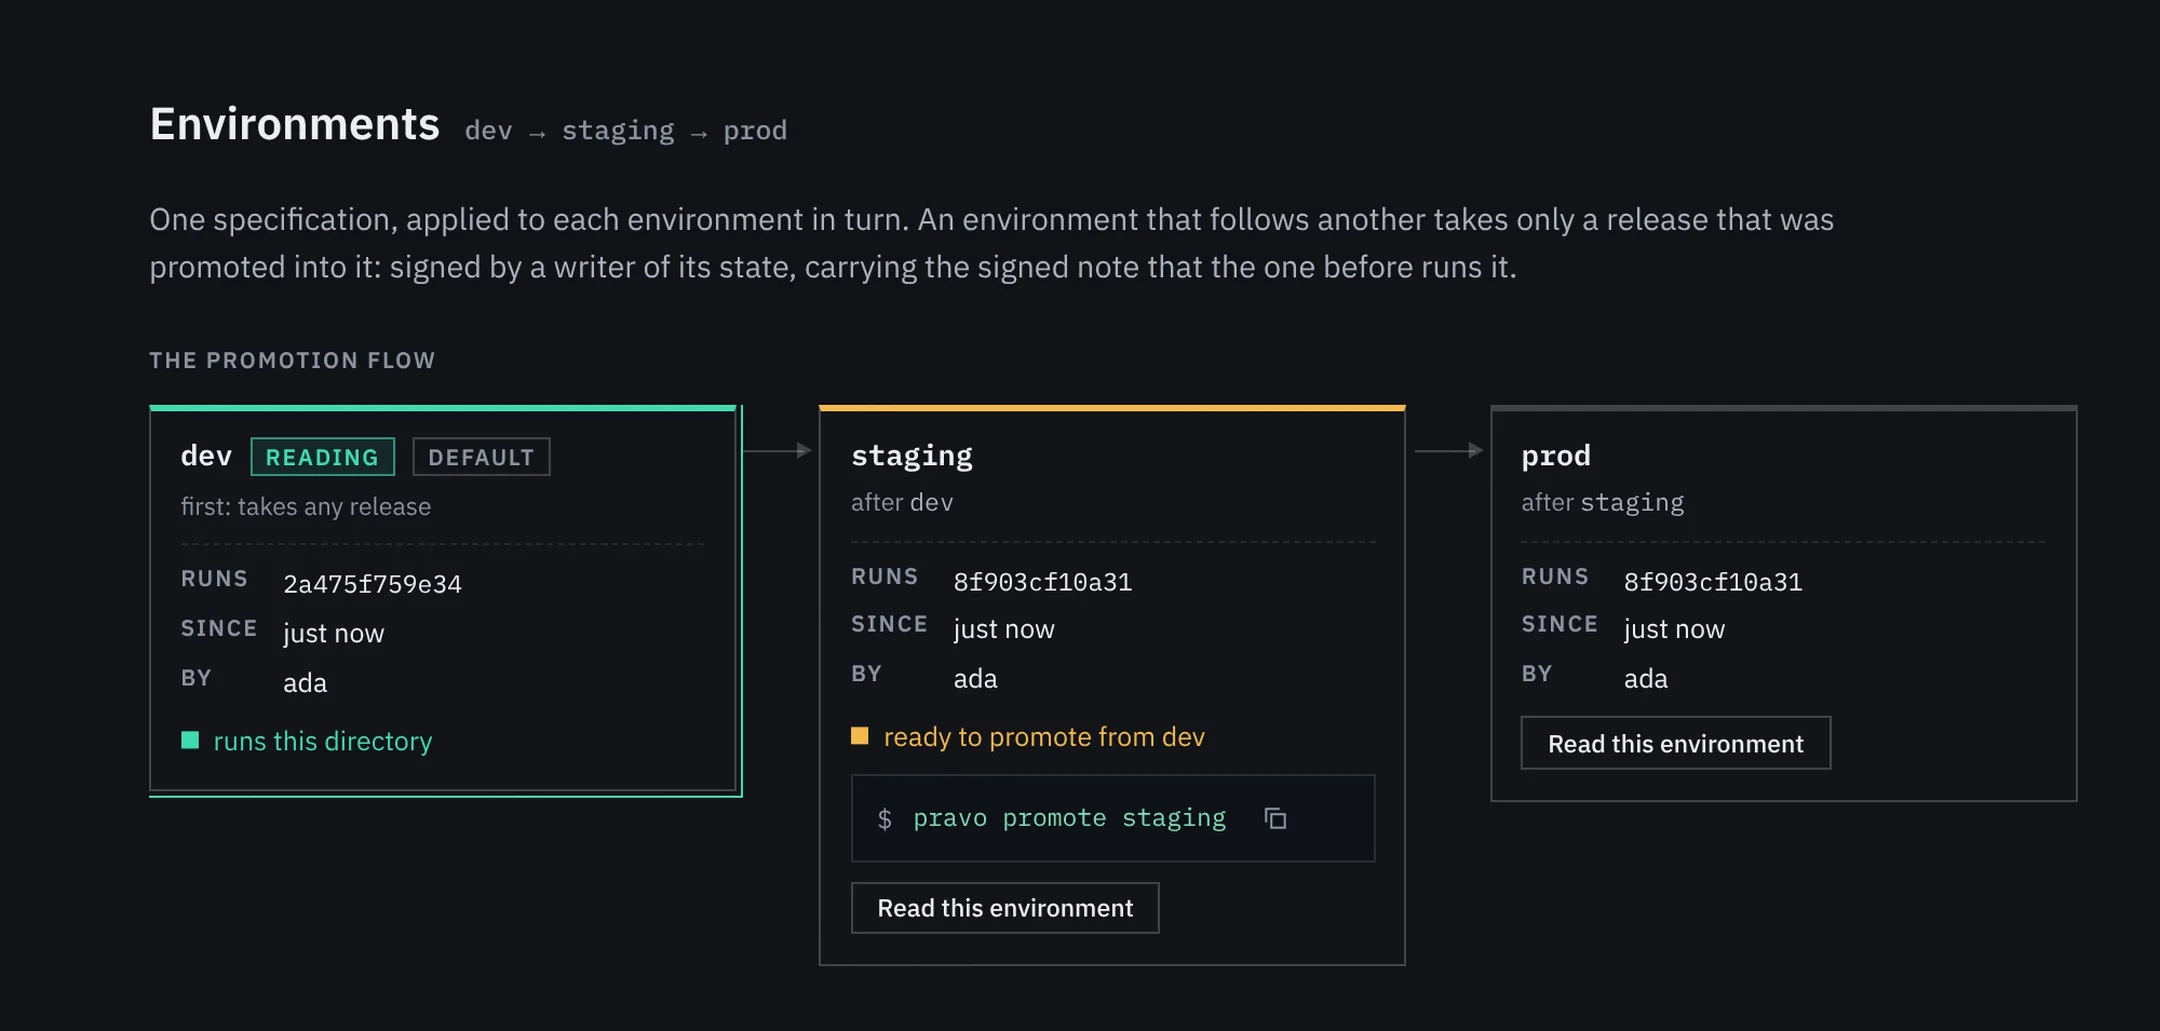 Environments dev → staging → prod
One specification, applied to each environment in turn. An environment that follows another takes only a release that was
promoted into it: signed by a writer of its state, carrying the signed note that the one before runs it.
THE PROMOTION FLOW
dev READING DEFAULT
first: takes any release
RUNS 2a475f759e34
SINCE just now
BY ada
runs this directory
staging
after dev
RUNS 8f903cf10a31
SINCE just now
BY ada
ready to promote from dev
$ pravo promote staging
Read this environment
prod
after staging
RUNS 8f903cf10a31
SINCE just now
BY ada
Read this environment